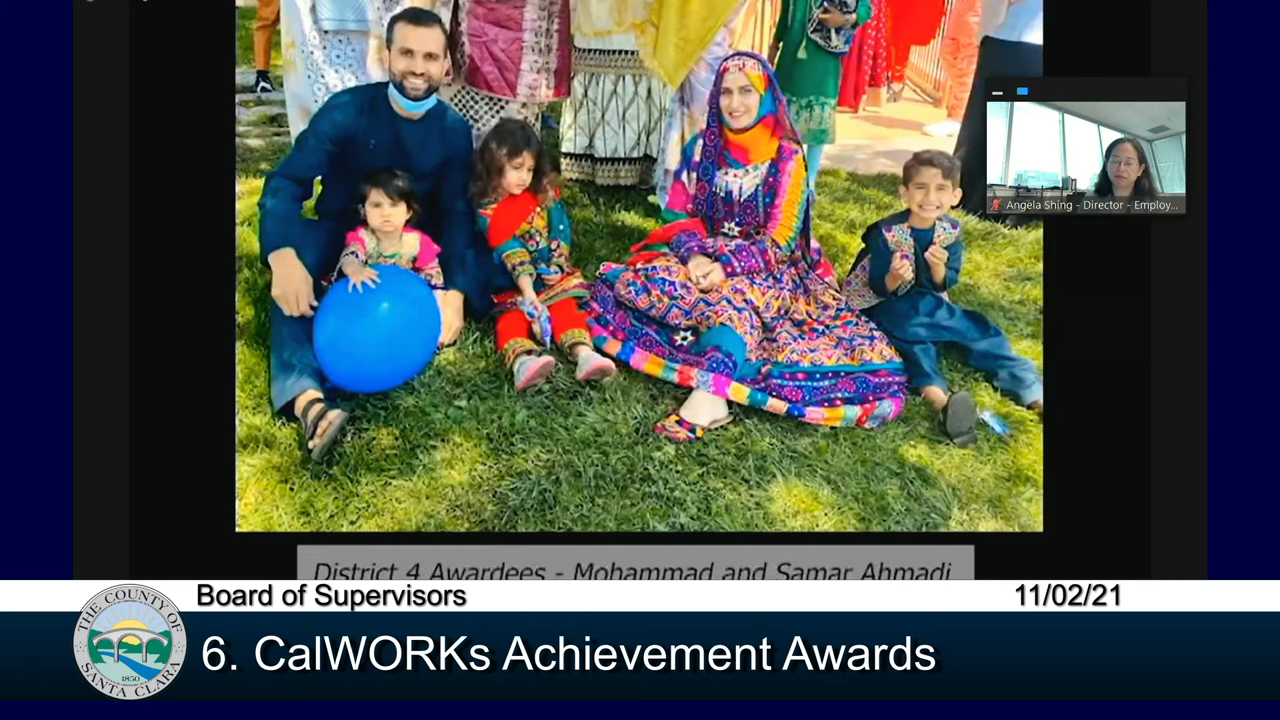 Angela Shing - Director - Employ...
District 4 Awardees - Mohammad and Samar Ahmadi
Board of Supervisors
11/02/21
6. CalWORKs Achievement Awards
THE COUNTY OF
SANTA CLARA
1850